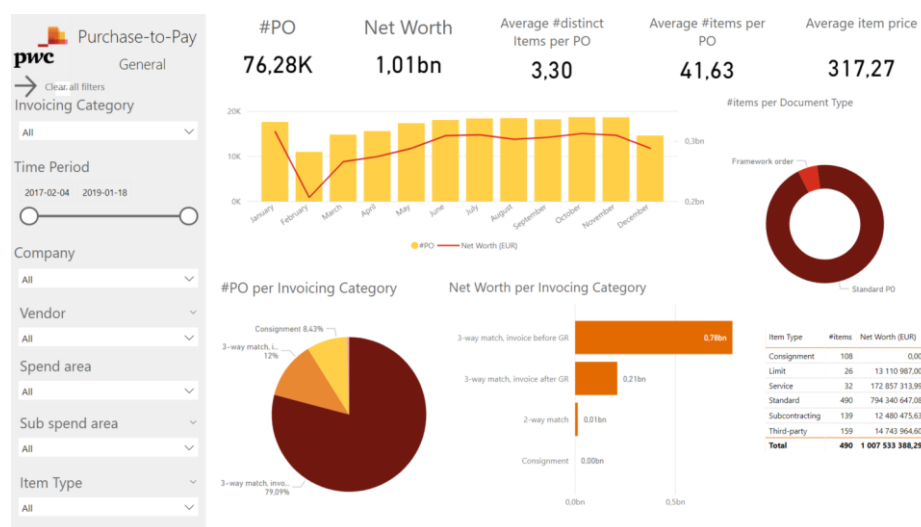 pwc
Purchase-to-Pay
General
Clear all filters
Invoicing Category
All
Time Period
2017-02-04 2019-01-18
Company
All
Vendor
All
Spend area
All
Sub spend area
All
Item Type
All
#PO
76,28K
Net Worth
1,01bn
Average #distinct
Items per PO
3,30
Average #items per
PO
41,63
Average item price
317,27
20K
10K
0K
0,3bn
0,2bn
January
February
March
April
May
June
July
August
September
October
November
December
#PO Net Worth (EUR)
#items per Document Type
Framework order
Standard PO
#PO per Invoicing Category
Consignment 8.43%
3-way match, i...
12%
3-way match, invo...
79,09%
Net Worth per Invocing Category
3-way match, invoice before GR 0,78bn
3-way match, invoice after GR 0,21bn
2-way match 0,01bn
Consignment 0,00bn
0,0bn 0,5bn
Item Type #items Net Worth (EUR)
Consignment 108 0,00
Limit 26 13 110 987,00
Service 32 172 857 313,99
Standard 490 794 340 647,08
Subcontracting 139 12 480 475,63
Third-party 159 14 743 964,60
Total 490 1 007 533 388,29